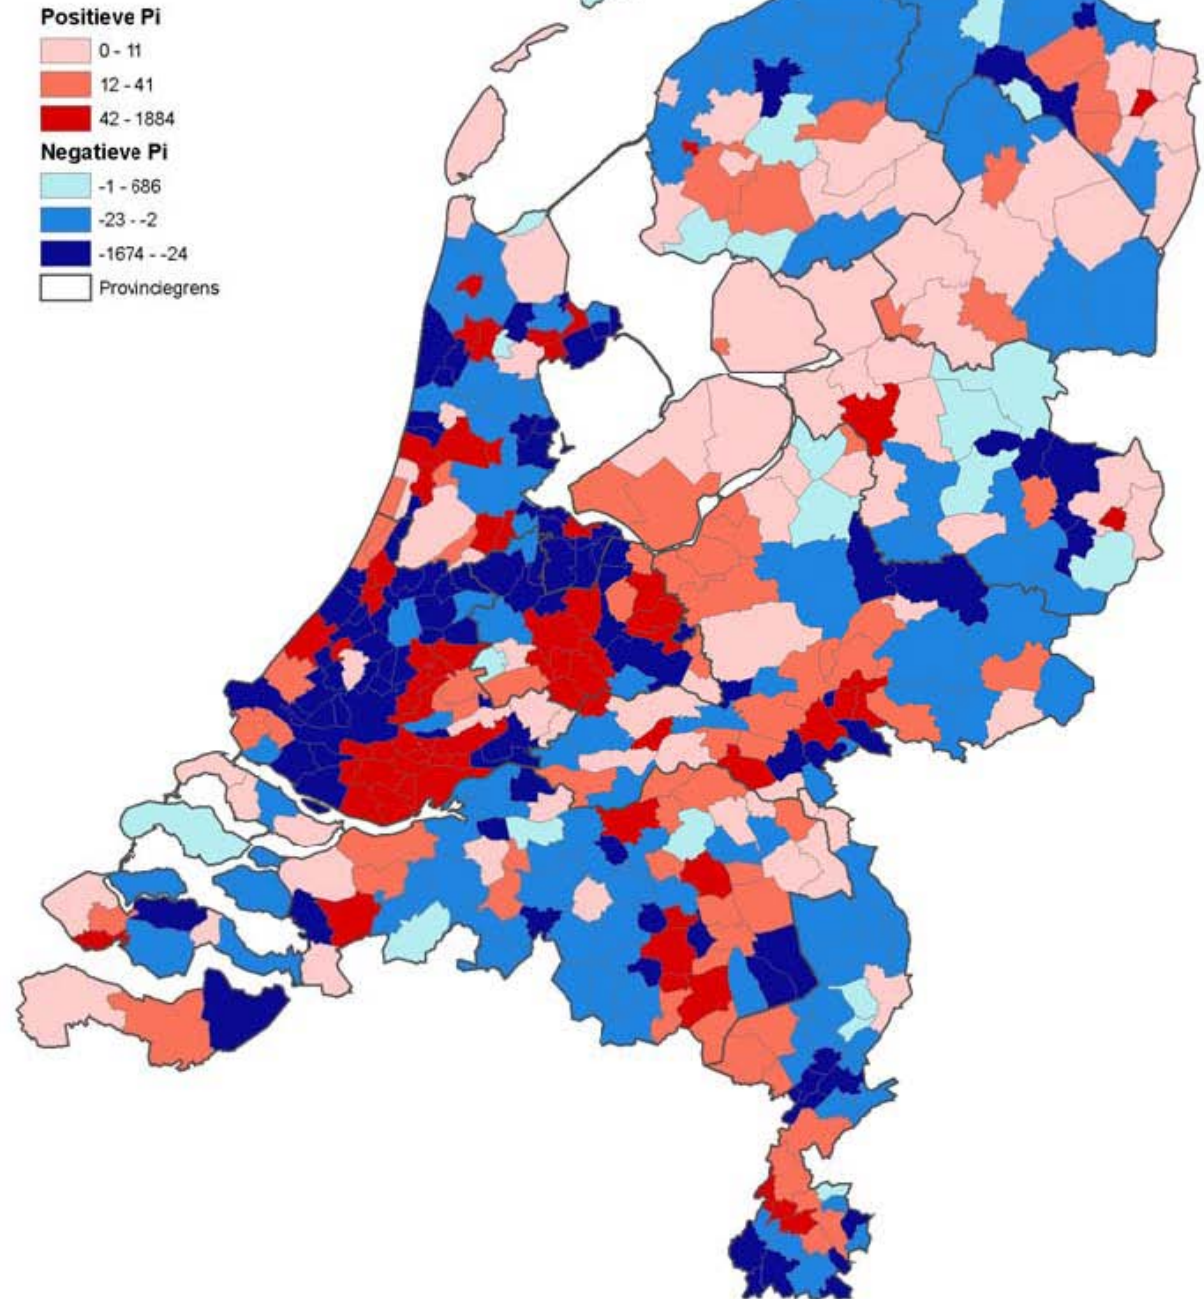 Positieve Pi
0 - 11
12 - 41
42 - 1884
Negatieve Pi
-1 - 686
-23 - -2
-1674 - -24
Provinciegrens